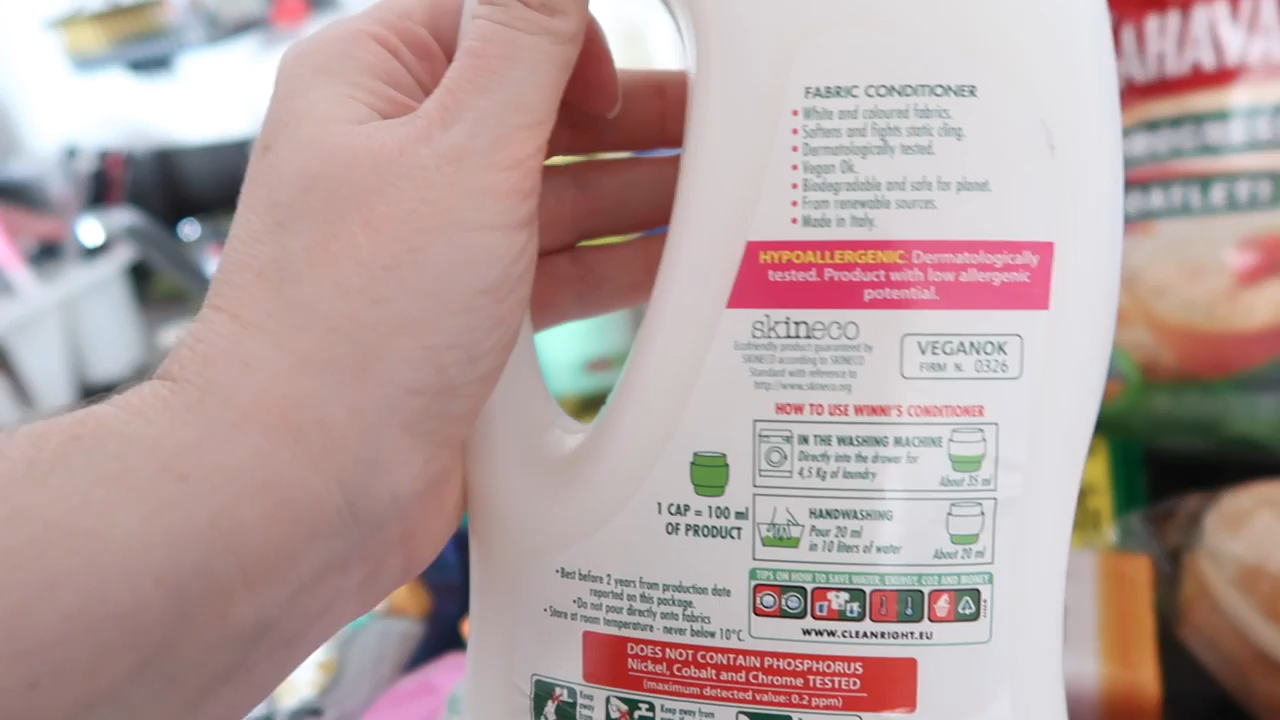 FABRIC CONDITIONER
• White and coloured fabrics.
• Softens and fights static cling.
• Dermatologically tested.
• Vegan Ok.
• Biodegradable and safe for planet.
• From renewable sources.
• Made in Italy.
HYPOALLERGENIC: Dermatologically
tested. Product with low allergenic
potential.
skineco
Ecofriendly product guaranteed by
SKINECO according to SKINECO
Standard with reference to
http://www.skineco.org
VEGANOK
FIRM N. 0326
HOW TO USE WINNI'S CONDITIONER
IN THE WASHING MACHINE
Directly into the drawer for
4,5 Kg of laundry
About 35 ml
1 CAP = 100 ml
OF PRODUCT
HANDWASHING
Pour 20 ml
in 10 liters of water
About 20 ml
•Best before 2 years from production date
reported on this package.
•Do not pour directly onto fabrics
•Store at room temperature - never below 10°C.
TIPS ON HOW TO SAVE WATER, ENERGY, CO2 AND MONEY
WWW.CLEANRIGHT.EU
DOES NOT CONTAIN PHOSPHORUS
Nickel, Cobalt and Chrome TESTED
(maximum detected value: 0.2 ppm)
Keep
away
from
Keep away from
AHAVA